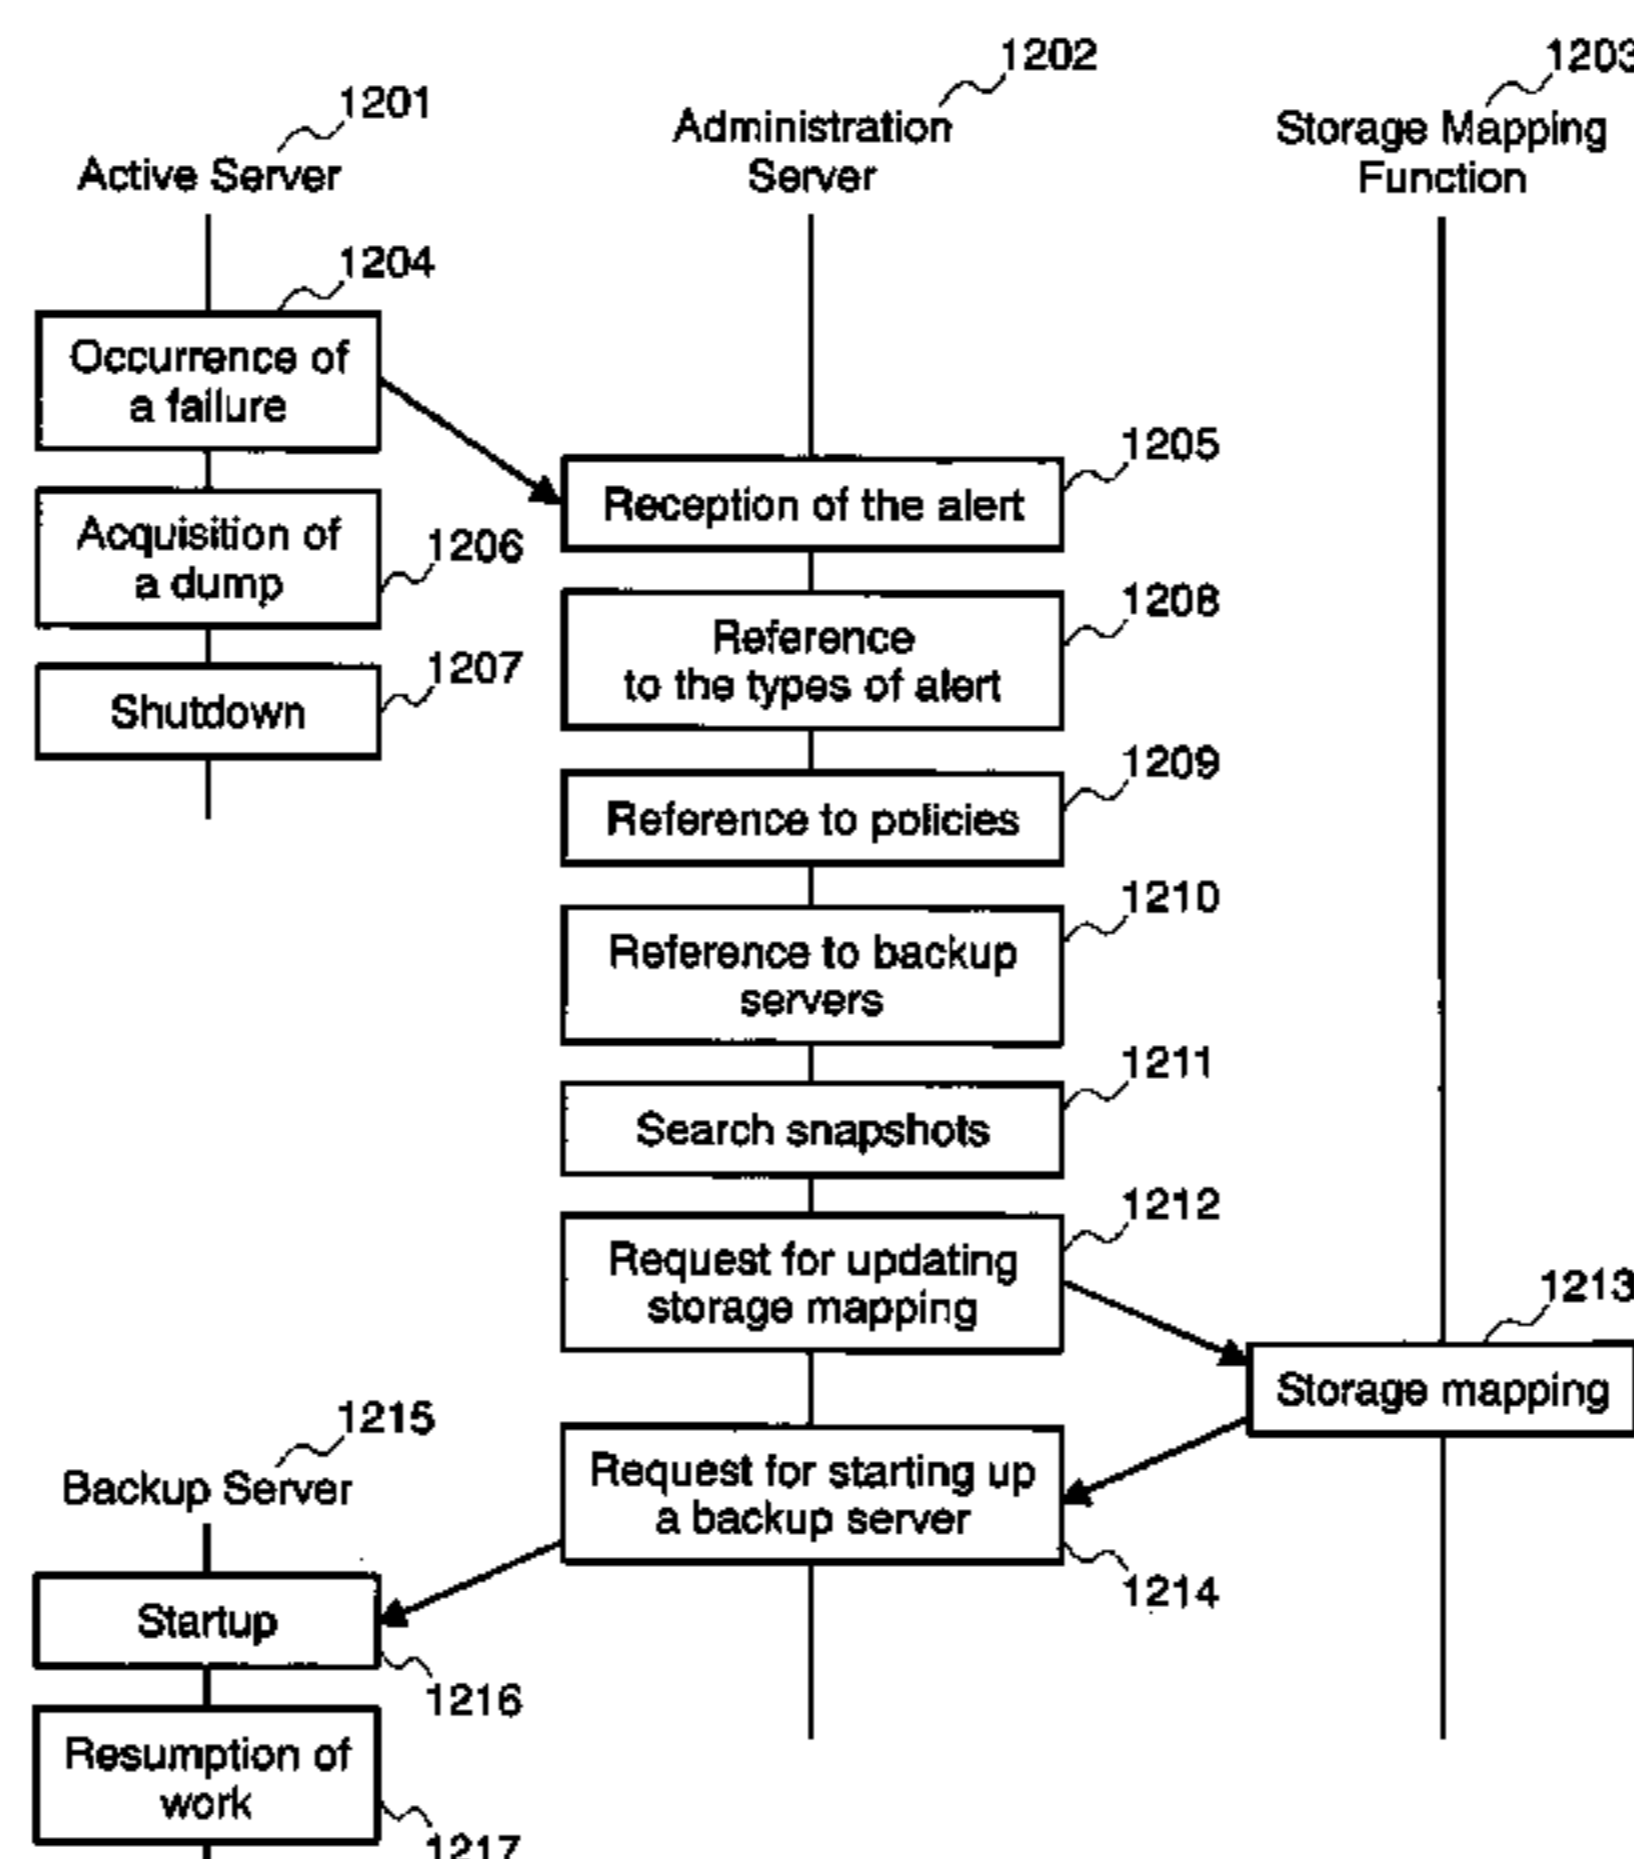 1201
Active Server
1202
Administration
Server
1203
Storage Mapping
Function
1204
Occurrence of
a failure
1205
Reception of the alert
Acquisition of
a dump
1206
1208
Reference
to the types of alert
1207
Shutdown
1209
Reference to policies
1210
Reference to backup
servers
1211
Search snapshots
1212
Request for updating
storage mapping
1213
Storage mapping
1215
Backup Server
Request for starting up
a backup server
1214
Startup
1216
Resumption of
work
1217